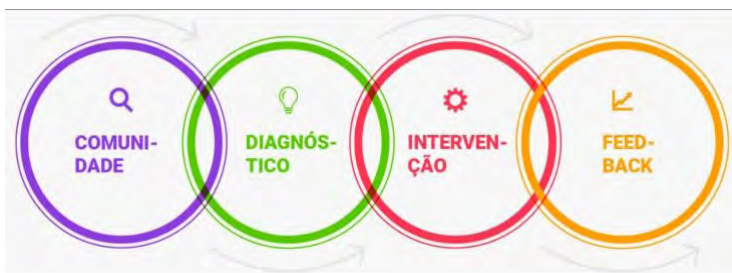 COMUNI-
DADE
DIAGNÓS-
TICO
INTERVEN-
ÇÃO
FEED-
BACK